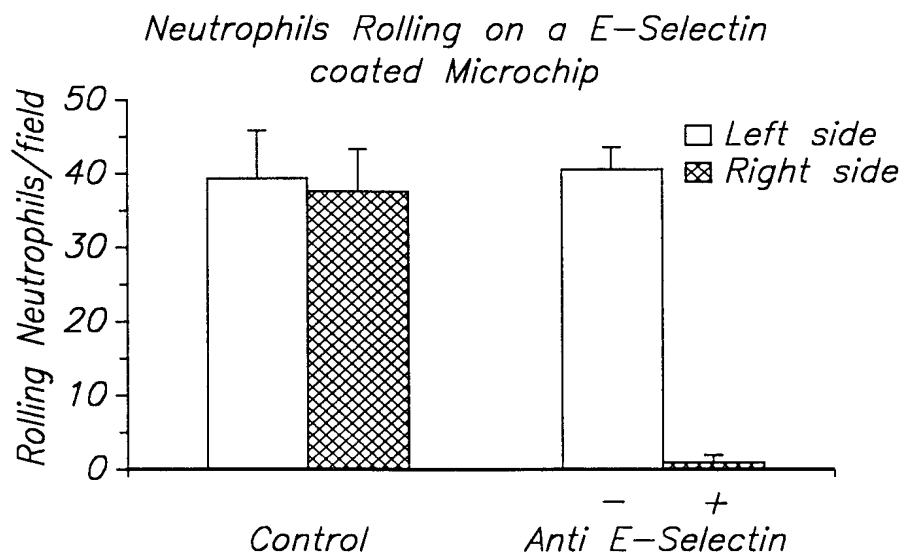 Neutrophils Rolling on a E-Selectin
coated Microchip
Rolling Neutrophils/field
50
40
30
20
10
0
Left side
Right side
- +
Control
Anti E-Selectin